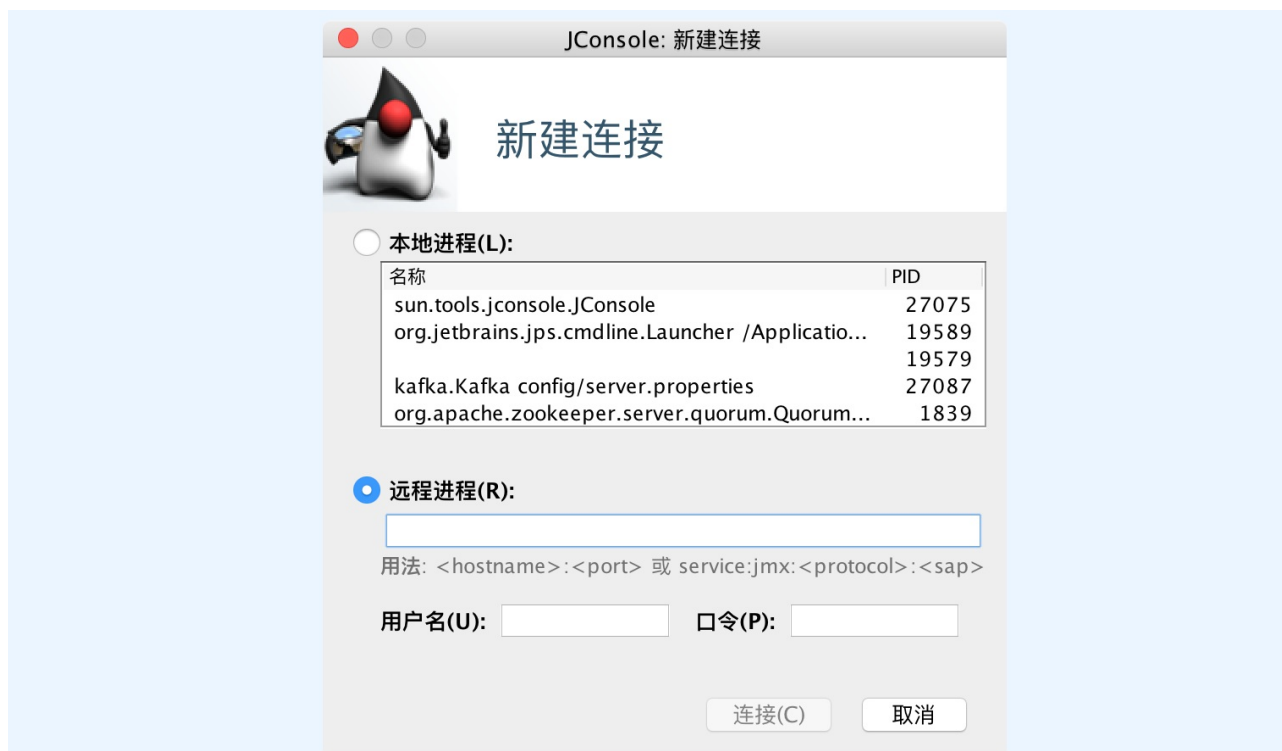 JConsole: 新建连接
新建连接
本地进程(L):
名称 PID
sun.tools.jconsole.JConsole 27075
org.jetbrains.jps.cmdline.Launcher /Applicatio... 19589
19579
kafka.Kafka config/server.properties 27087
org.apache.zookeeper.server.quorum.Quorum... 1839
远程进程(R):
用法: <hostname>:<port> 或 service:jmx:<protocol>:<sap>
用户名(U): 口令(P):
连接(C) 取消